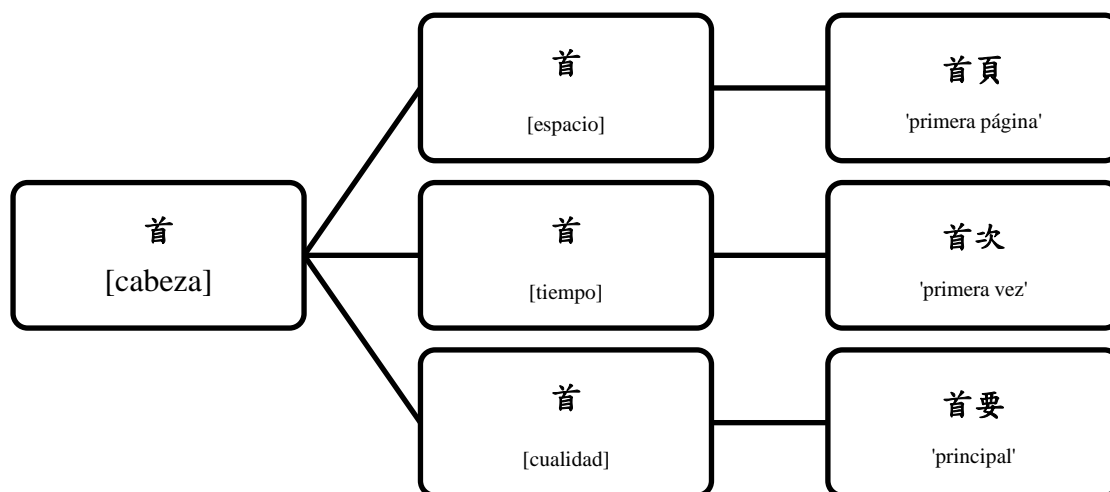 首
[espacio]
首頁
'primera página'
首
[cabeza]
首
[tiempo]
首次
'primera vez'
首
[cualidad]
首要
'principal'